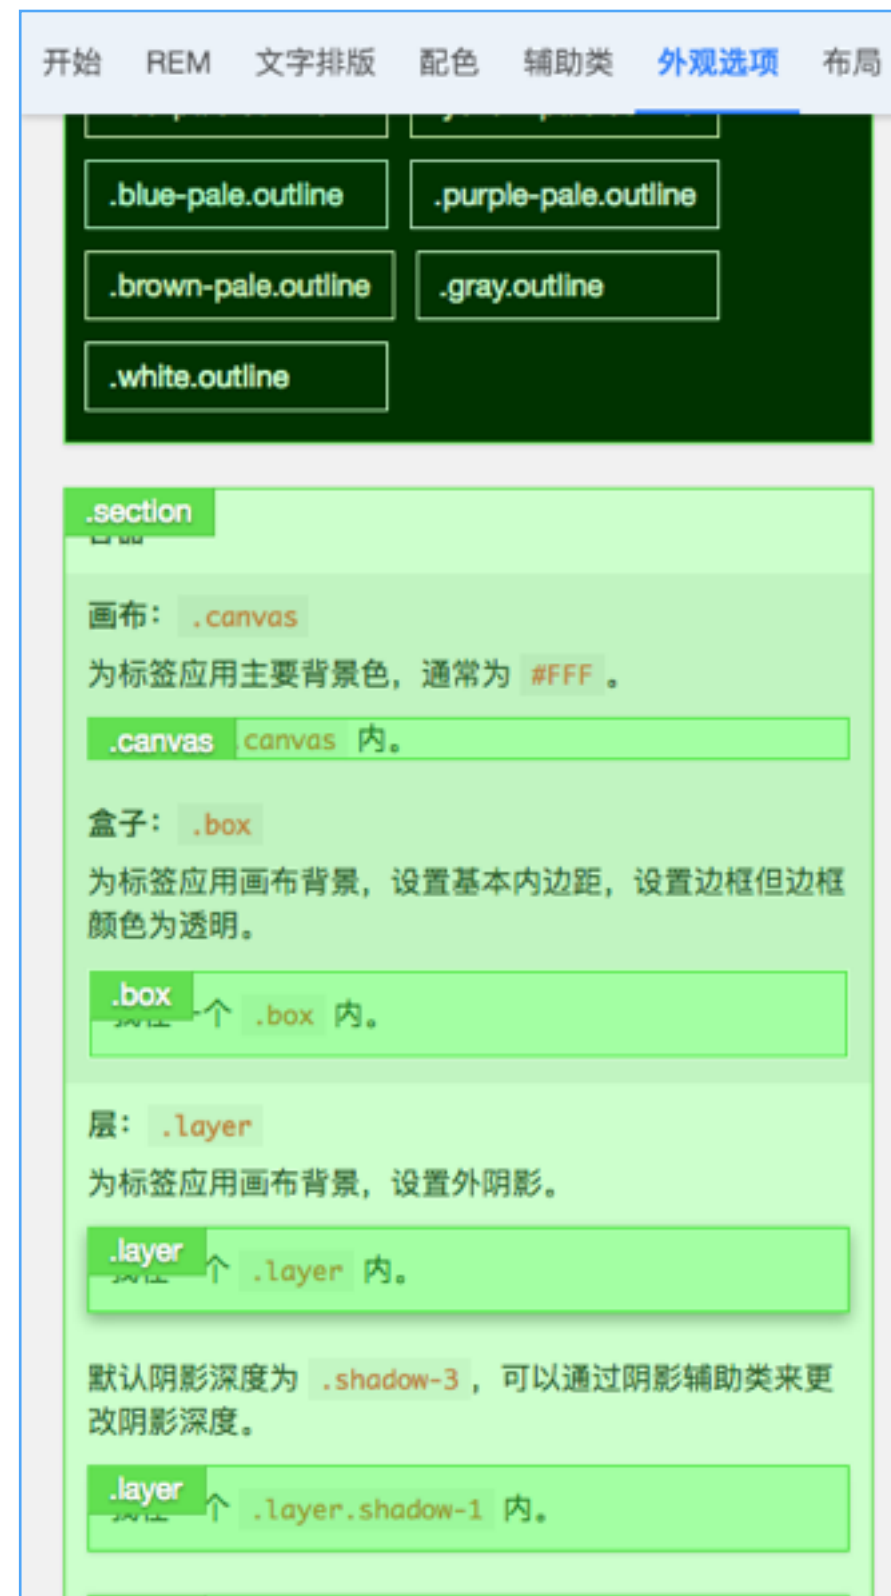 开始 REM 文字排版 配色 辅助类 外观选项 布局
.blue-pale.outline .purple-pale.outline
.brown-pale.outline .gray.outline
.white.outline
.section
画布： .canvas
为标签应用主要背景色，通常为 #FFF 。
.canvas .canvas 内。
盒子： .box
为标签应用画布背景，设置基本内边距，设置边框但边框
颜色为透明。
.box
个 .box 内。
层： .layer
为标签应用画布背景，设置外阴影。
.layer
个 .layer 内。
默认阴影深度为 .shadow-3 ，可以通过阴影辅助类来更
改阴影深度。
.layer
个 .layer.shadow-1 内。